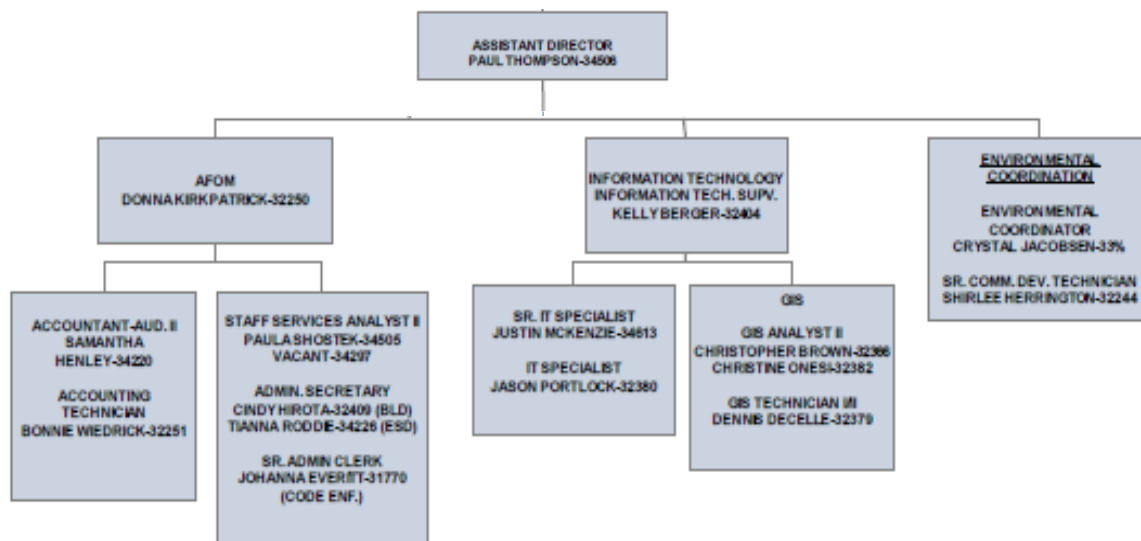 ASSISTANT DIRECTOR
PAUL THOMPSON-34506
AFOM
DONNA KIRKPATRICK-32250
INFORMATION TECHNOLOGY
INFORMATION TECH. SUPV.
KELLY BERGER-32404
ENVIRONMENTAL
COORDINATION
ENVIRONMENTAL
COORDINATOR
CRYSTAL JACOBSEN-33%
SR. COMM. DEV. TECHNICIAN
SHIRLEE HERRINGTON-32244
ACCOUNTANT-AUD. II
SAMANTHA
HENLEY-34220
ACCOUNTING
TECHNICIAN
BONNIE WIEDRICK-32251
STAFF SERVICES ANALYST II
PAULA SHOSTEK-34505
VACANT-34297
ADMIN. SECRETARY
CINDY HIROTA-32409 (BLD)
TIANNA RODDIE-34226 (ESD)
SR. ADMIN CLERK
JOHANNA EVERITT-31770
(CODE ENF.)
SR. IT SPECIALIST
JUSTIN MCKENZIE-34613
IT SPECIALIST
JASON PORTLOCK-32380
GIS
GIS ANALYST II
CHRISTOPHER BROWN-32366
CHRISTINE ONESI-32382
GIS TECHNICIAN I/II
DENNIS DECELLE-32379